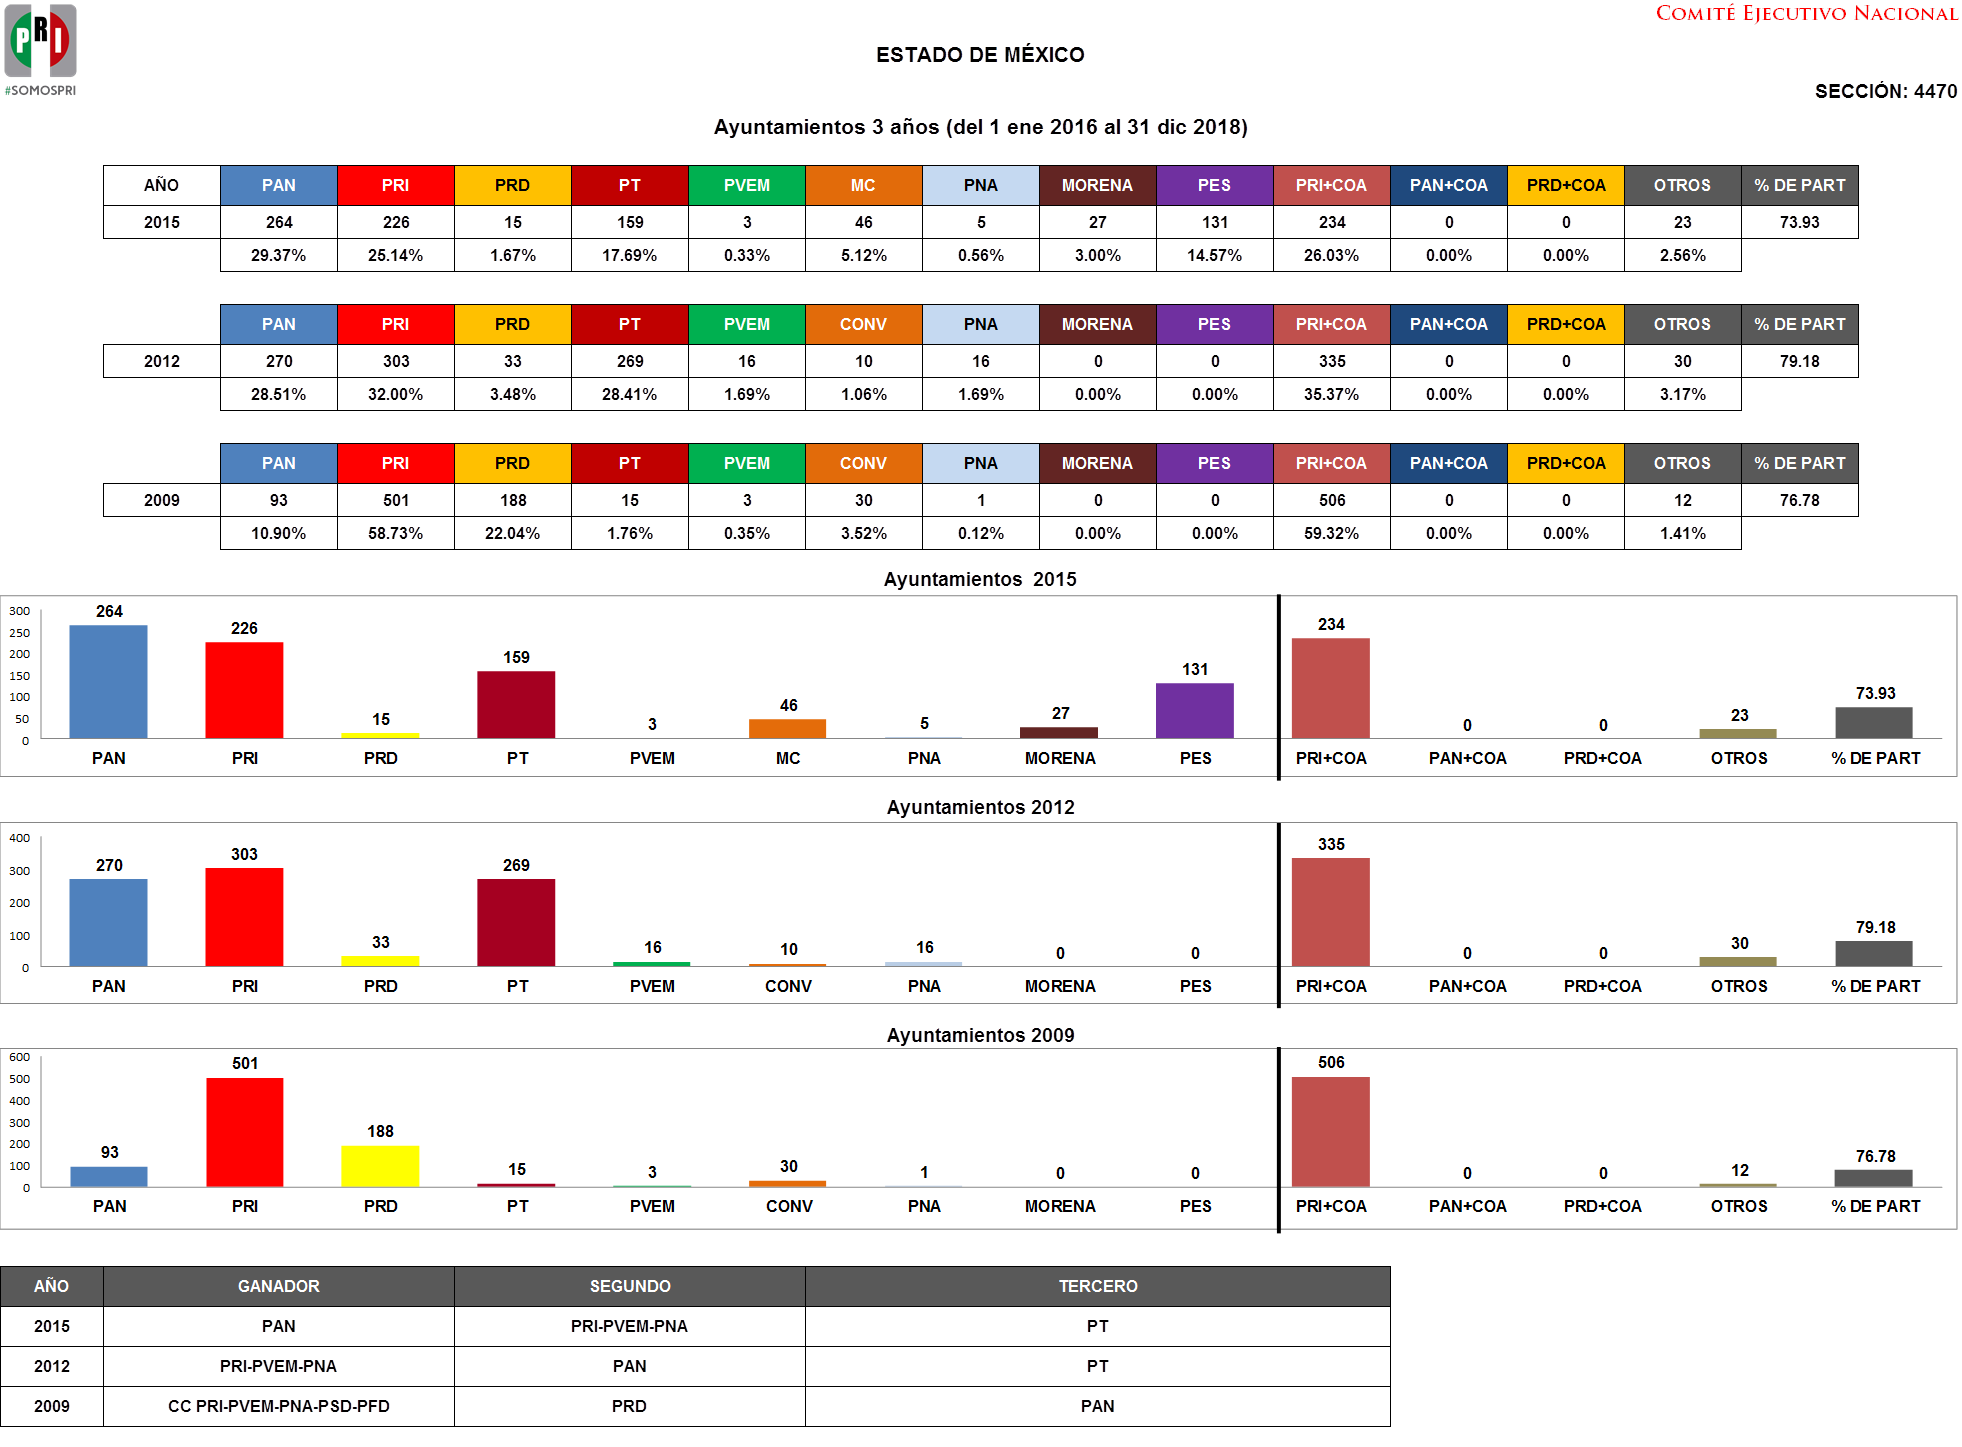 PRI
#SOMOSPRI
COMITÉ EJECUTIVO NACIONAL
ESTADO DE MÉXICO
SECCIÓN: 4470
Ayuntamientos 3 años (del 1 ene 2016 al 31 dic 2018)
AÑO PAN PRI PRD PT PVEM MC PNA MORENA PES PRI+COA PAN+COA PRD+COA OTROS % DE PART
2015 264 226 15 159 3 46 5 27 131 234 0 0 23 73.93
29.37% 25.14% 1.67% 17.69% 0.33% 5.12% 0.56% 3.00% 14.57% 26.03% 0.00% 0.00% 2.56%
PAN PRI PRD PT PVEM CONV PNA MORENA PES PRI+COA PAN+COA PRD+COA OTROS % DE PART
2012 270 303 33 269 16 10 16 0 0 335 0 0 30 79.18
28.51% 32.00% 3.48% 28.41% 1.69% 1.06% 1.69% 0.00% 0.00% 35.37% 0.00% 0.00% 3.17%
PAN PRI PRD PT PVEM CONV PNA MORENA PES PRI+COA PAN+COA PRD+COA OTROS % DE PART
2009 93 501 188 15 3 30 1 0 0 506 0 0 12 76.78
10.90% 58.73% 22.04% 1.76% 0.35% 3.52% 0.12% 0.00% 0.00% 59.32% 0.00% 0.00% 1.41%
Ayuntamientos 2015
300
250
200
150
100
50
0
264 226 15 159 3 46 5 27 131 234 0 0 23 73.93
PAN PRI PRD PT PVEM MC PNA MORENA PES PRI+COA PAN+COA PRD+COA OTROS % DE PART
Ayuntamientos 2012
400
300
200
100
0
270 303 33 269 16 10 16 0 0 335 0 0 30 79.18
PAN PRI PRD PT PVEM CONV PNA MORENA PES PRI+COA PAN+COA PRD+COA OTROS % DE PART
Ayuntamientos 2009
600
500
400
300
200
100
0
93 501 188 15 3 30 1 0 0 506 0 0 12 76.78
PAN PRI PRD PT PVEM CONV PNA MORENA PES PRI+COA PAN+COA PRD+COA OTROS % DE PART
AÑO GANADOR SEGUNDO TERCERO
2015 PAN PRI-PVEM-PNA PT
2012 PRI-PVEM-PNA PAN PT
2009 CC PRI-PVEM-PNA-PSD-PFD PRD PAN